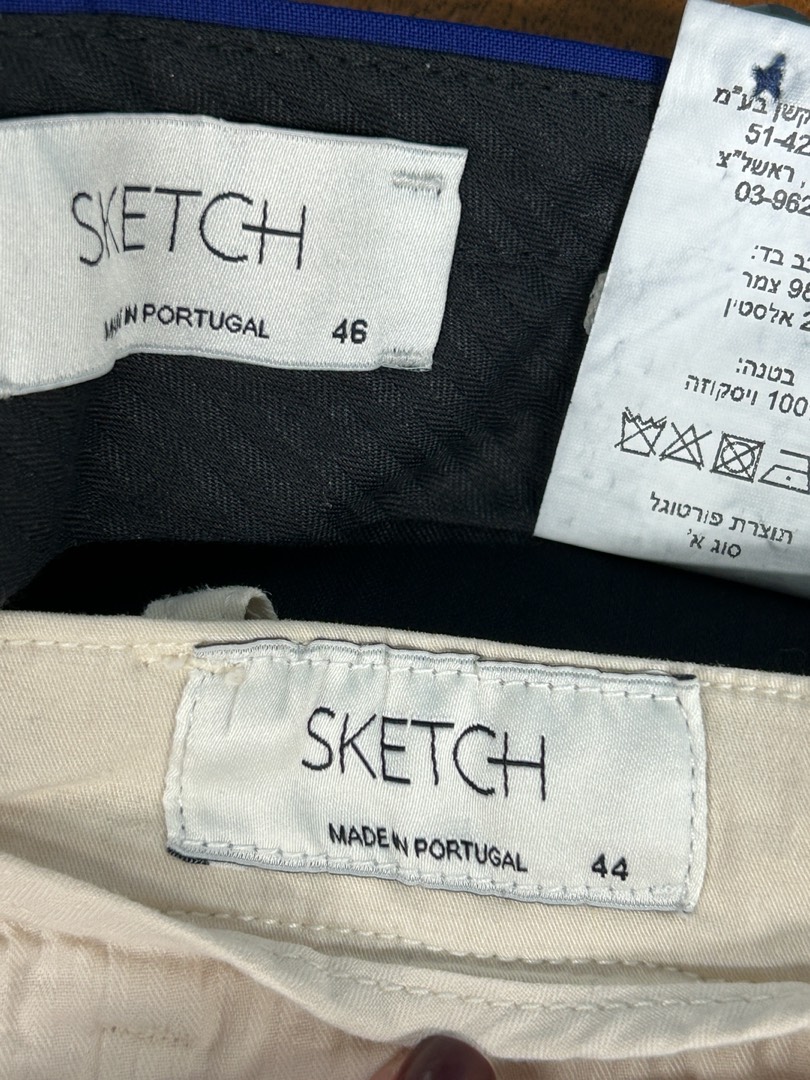 SKETCH
MADE IN PORTUGAL 46
בע"מ
51-42
, ראשל"צ
03-962
בד:
98 צמר
2 אלסטין
בטנה:
100 ויסקוזה
תוצרת פורטוגל
סוג א'
SKETCH
MADE IN PORTUGAL 44